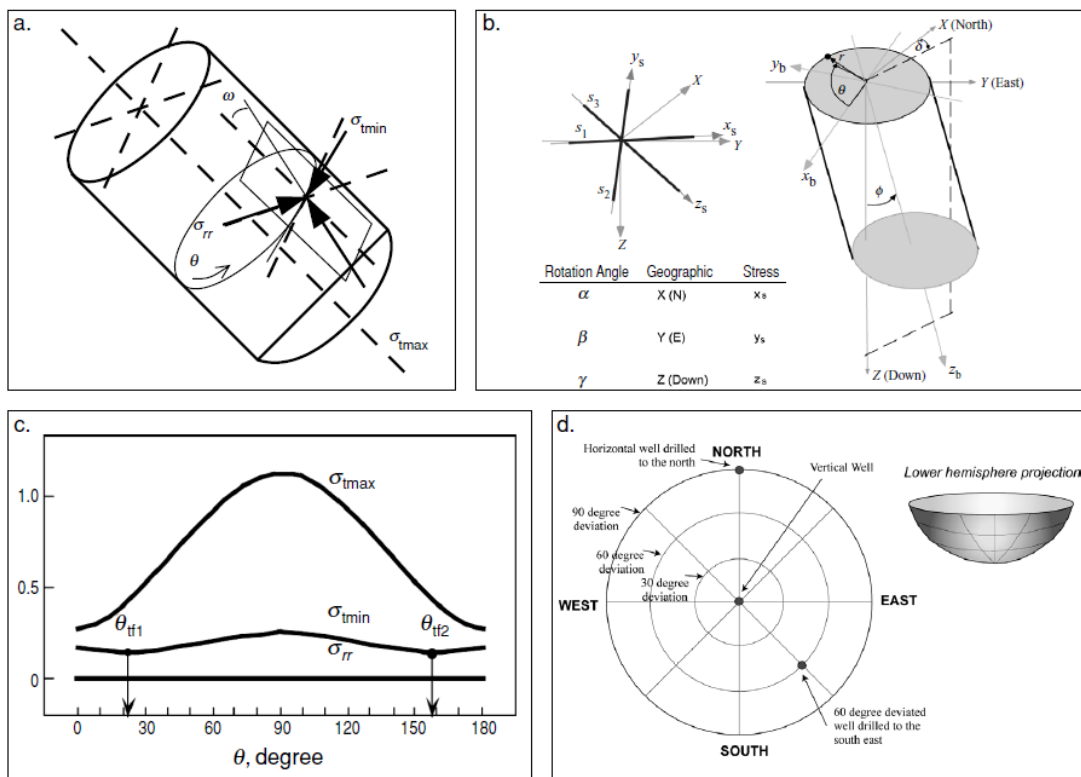 a.
ω
σtmin
σrr
θ
σtmax
b.
ys
X
s3
s1
xs
Y
s2
zs
Z
X (North)
δ
yb
r
θ
Y (East)
xb
ϕ
Z (Down)
zb
Rotation Angle Geographic Stress
α X (N) xs
β Y (E) ys
γ Z (Down) zs
c.
1.0
0.5
0
σtmax
θtf1
σtmin
θtf2
σrr
0 30 60 90 120 150 180
θ, degree
d.
Horizontal well drilled
to the north
NORTH
Vertical Well
Lower hemisphere projection
90 degree
deviation
60 degree
deviation
30 degree
deviation
WEST
EAST
60 degree deviated
well drilled to the
south east
SOUTH